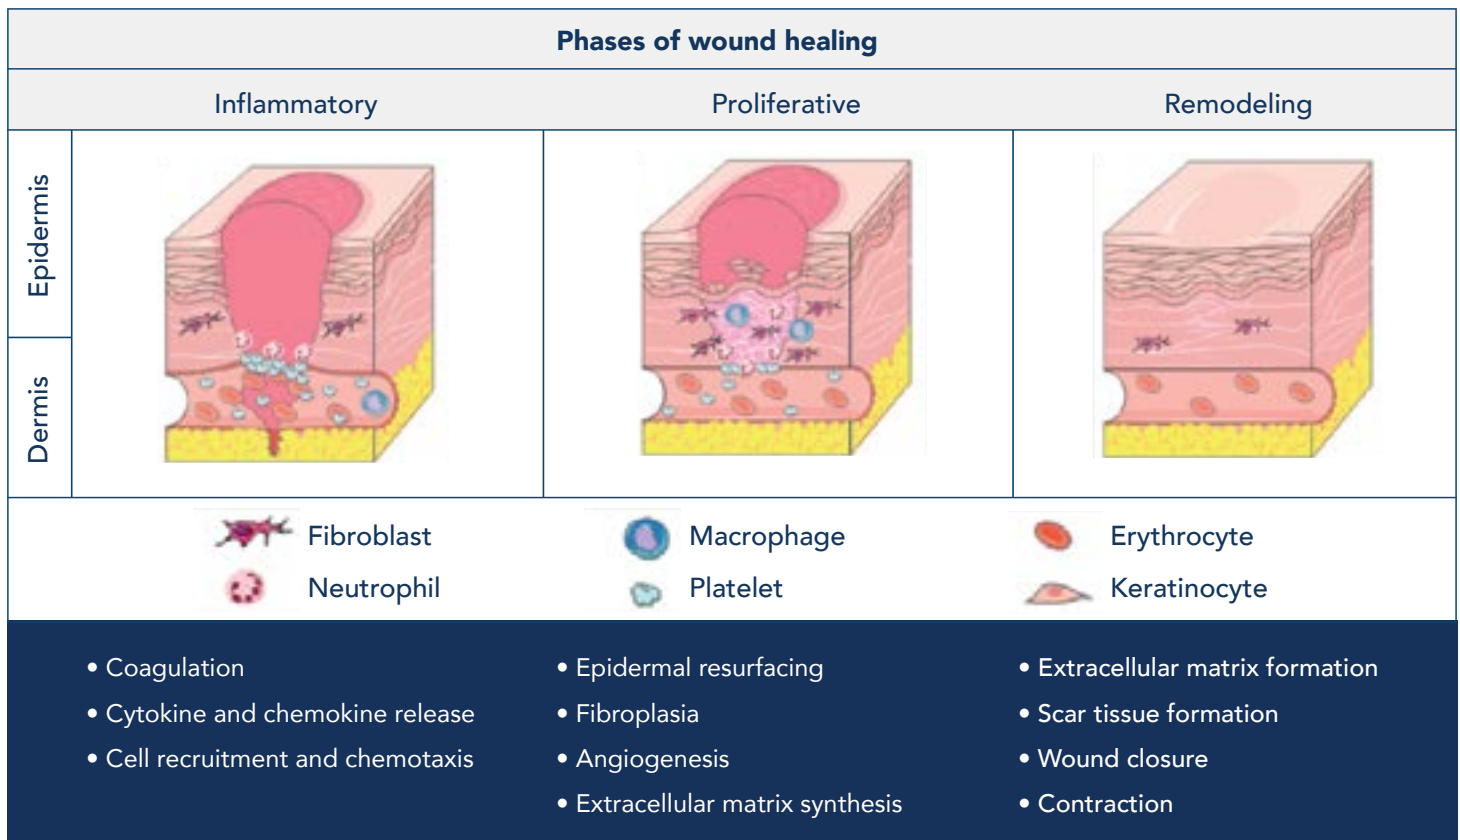 Phases of wound healing
Inflammatory
Proliferative
Remodeling
Epidermis
Dermis
Fibroblast
Macrophage
Erythrocyte
Neutrophil
Platelet
Keratinocyte
• Coagulation
• Cytokine and chemokine release
• Cell recruitment and chemotaxis
• Epidermal resurfacing
• Fibroplasia
• Angiogenesis
• Extracellular matrix synthesis
• Extracellular matrix formation
• Scar tissue formation
• Wound closure
• Contraction